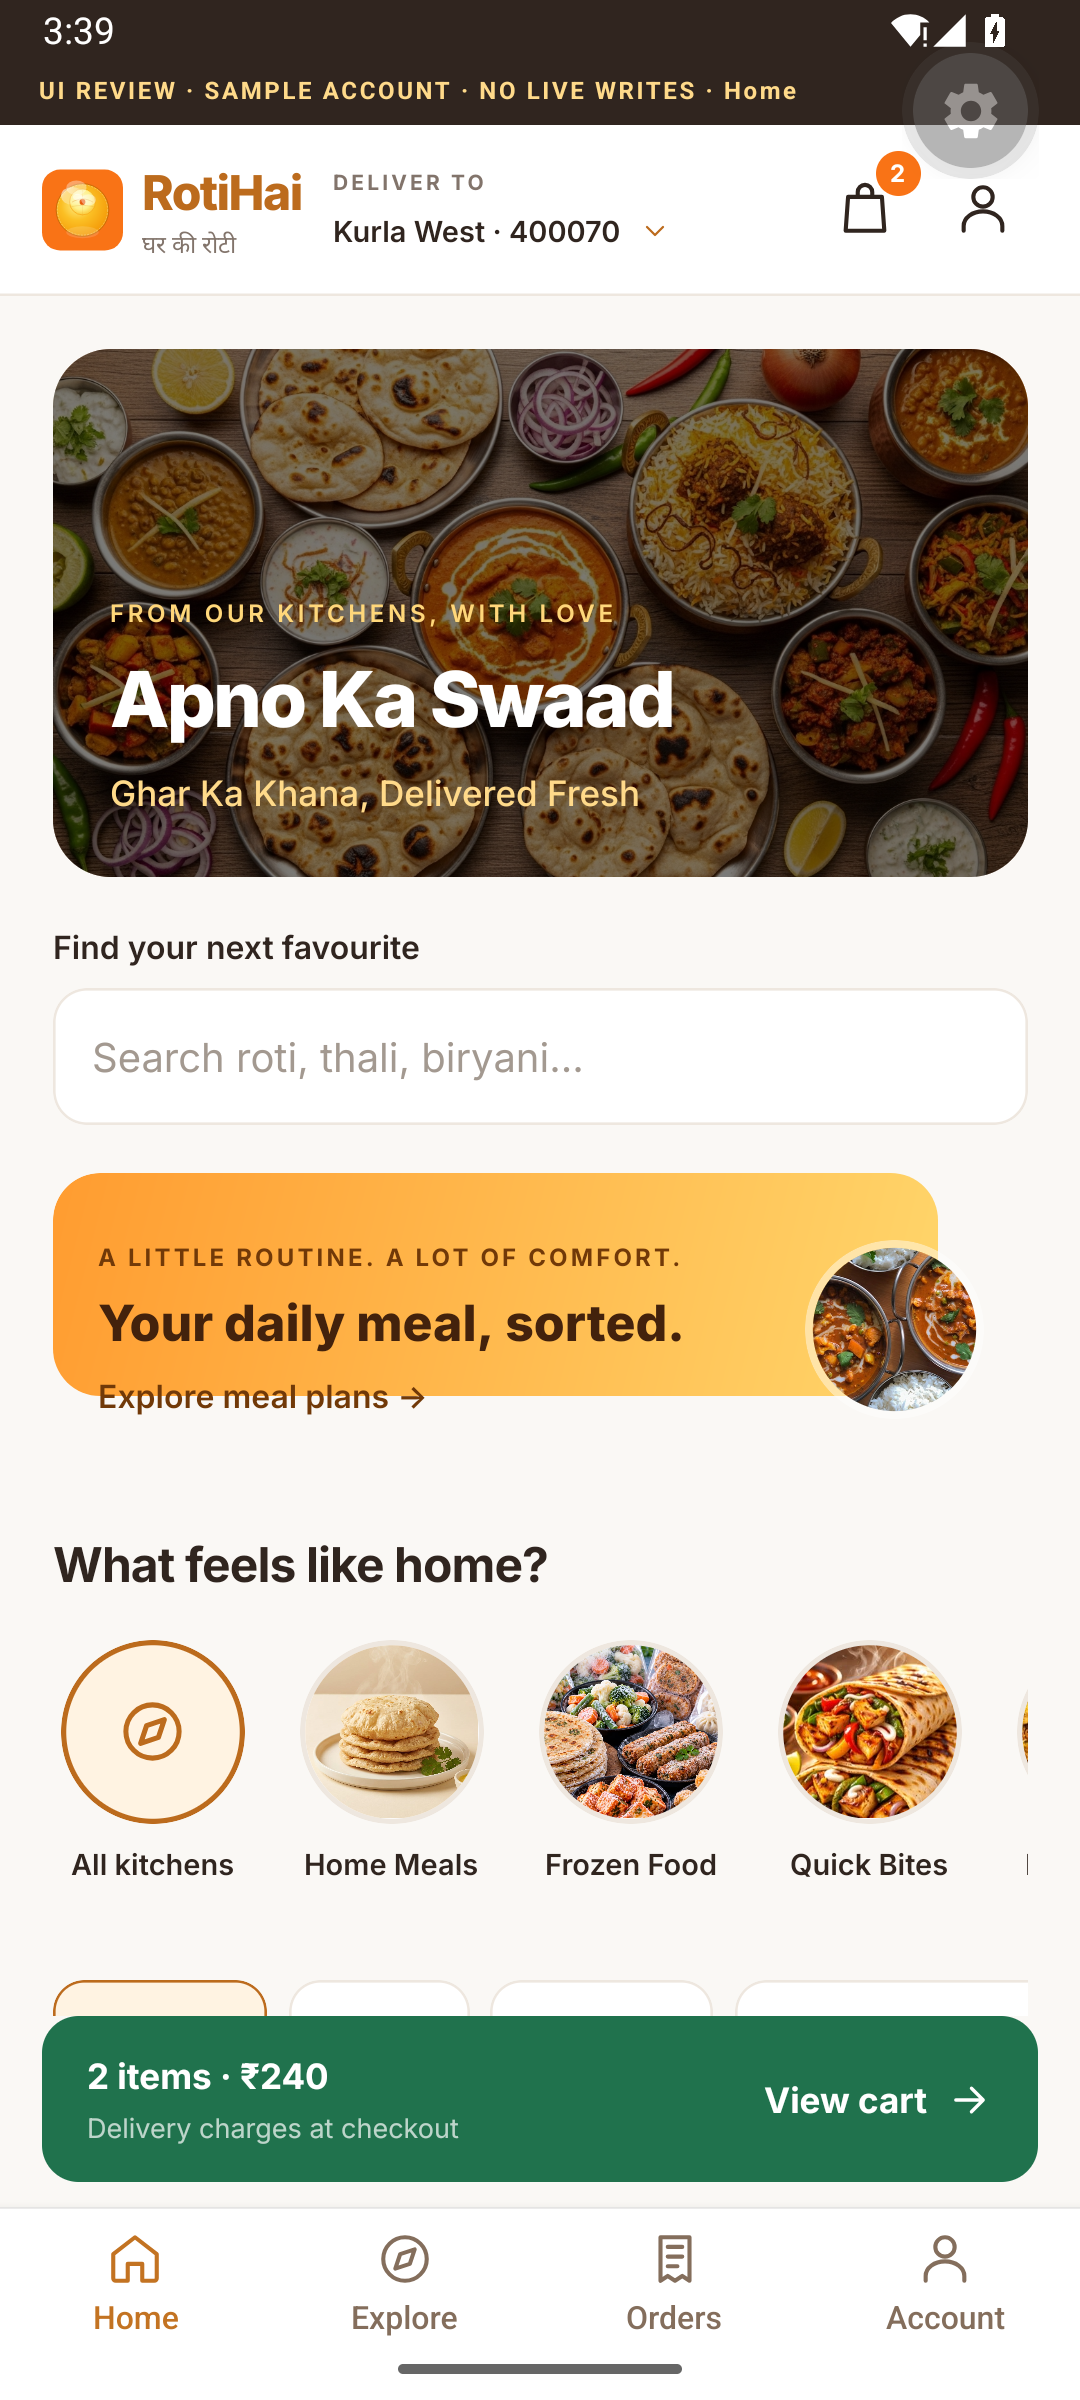 3:39
UI REVIEW · SAMPLE ACCOUNT · NO LIVE WRITES · Home
RotiHai
घर की रोटी
DELIVER TO
Kurla West · 400070
2
FROM OUR KITCHENS, WITH LOVE
Apno Ka Swaad
Ghar Ka Khana, Delivered Fresh
Find your next favourite
Search roti, thali, biryani...
A LITTLE ROUTINE. A LOT OF COMFORT.
Your daily meal, sorted.
Explore meal plans →
What feels like home?
All kitchens
Home Meals
Frozen Food
Quick Bites
2 items · ₹240
Delivery charges at checkout
View cart →
Home
Explore
Orders
Account